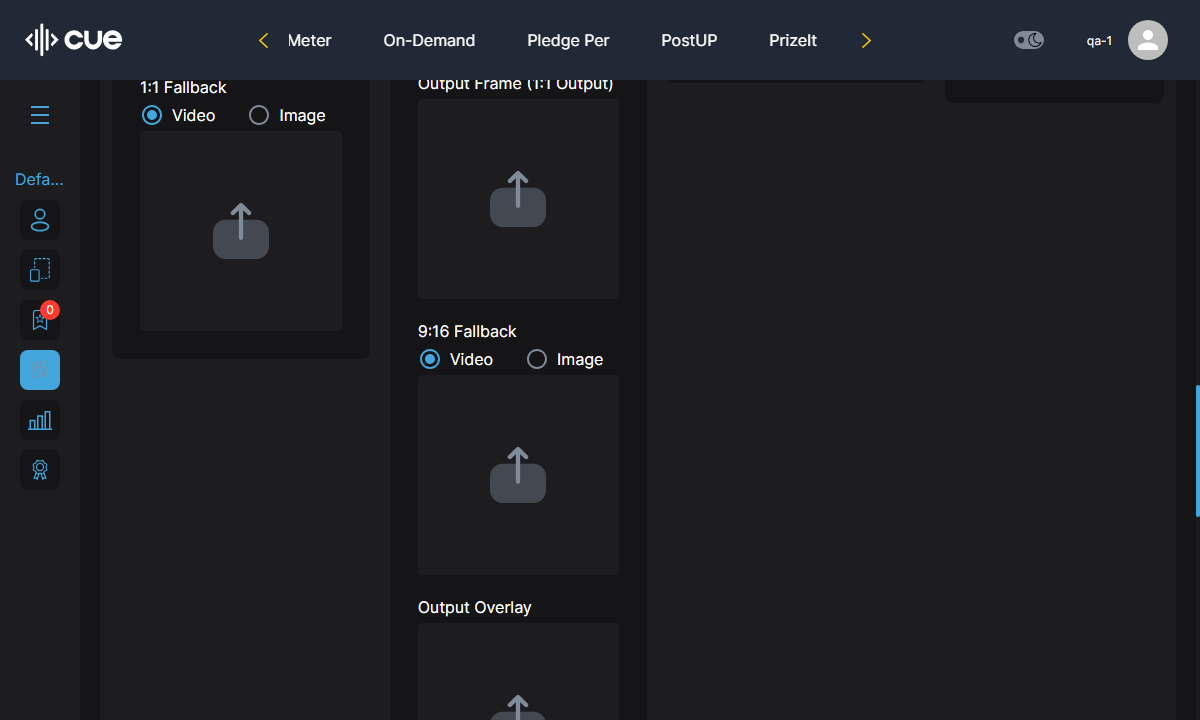 cue
Meter
On-Demand
Pledge Per
PostUP
PrizeIt
qa-1
Defa...
0
1:1 Fallback
Video
Image
Output Frame (1:1 Output)
9:16 Fallback
Video
Image
Output Overlay